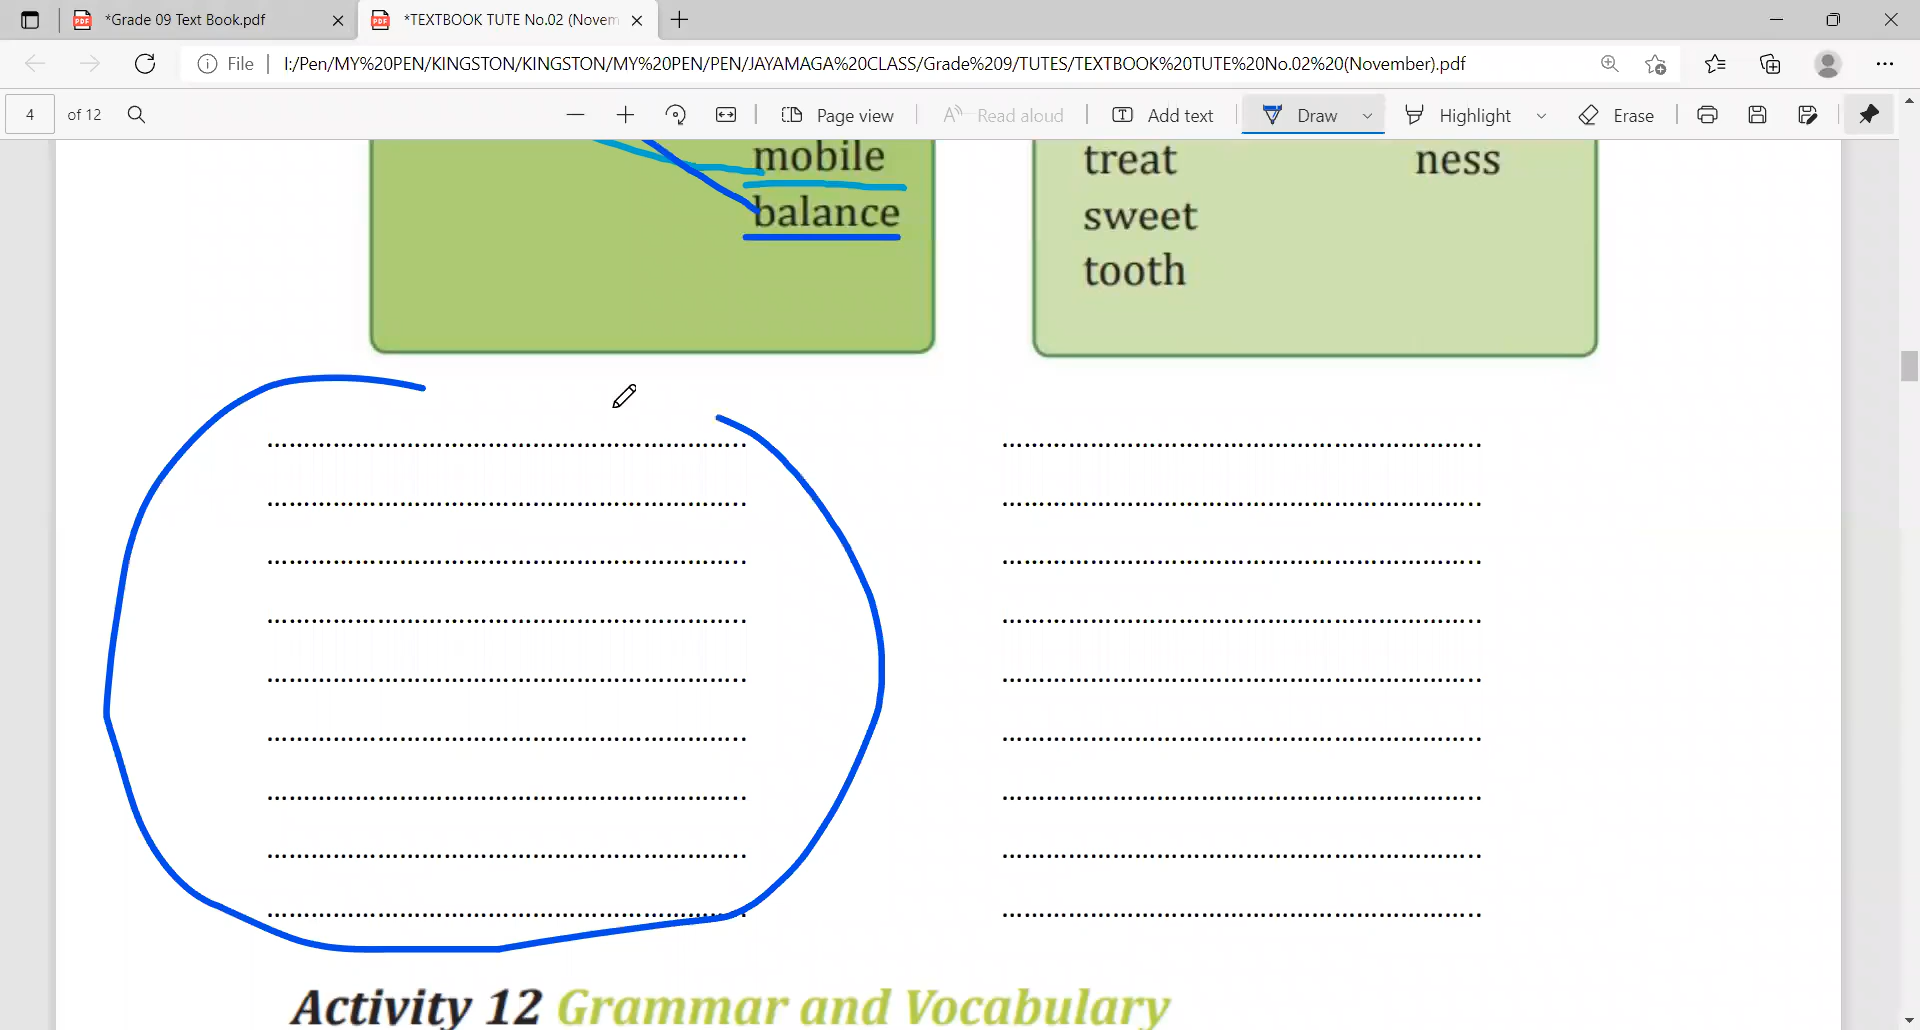 *Grade 09 Text Book.pdf
*TEXTBOOK TUTE No.02 (Novem
File
I:/Pen/MY%20PEN/KINGSTON/KINGSTON/MY%20PEN/PEN/JAYAMAGA%20CLASS/Grade%209/TUTES/TEXTBOOK%20TUTE%20No.02%20(November).pdf
4 of 12
Page view
Read aloud
Add text
Draw
Highlight
Erase
mobile
balance
treat
ness
sweet
tooth
Activity 12 Grammar and Vocabulary